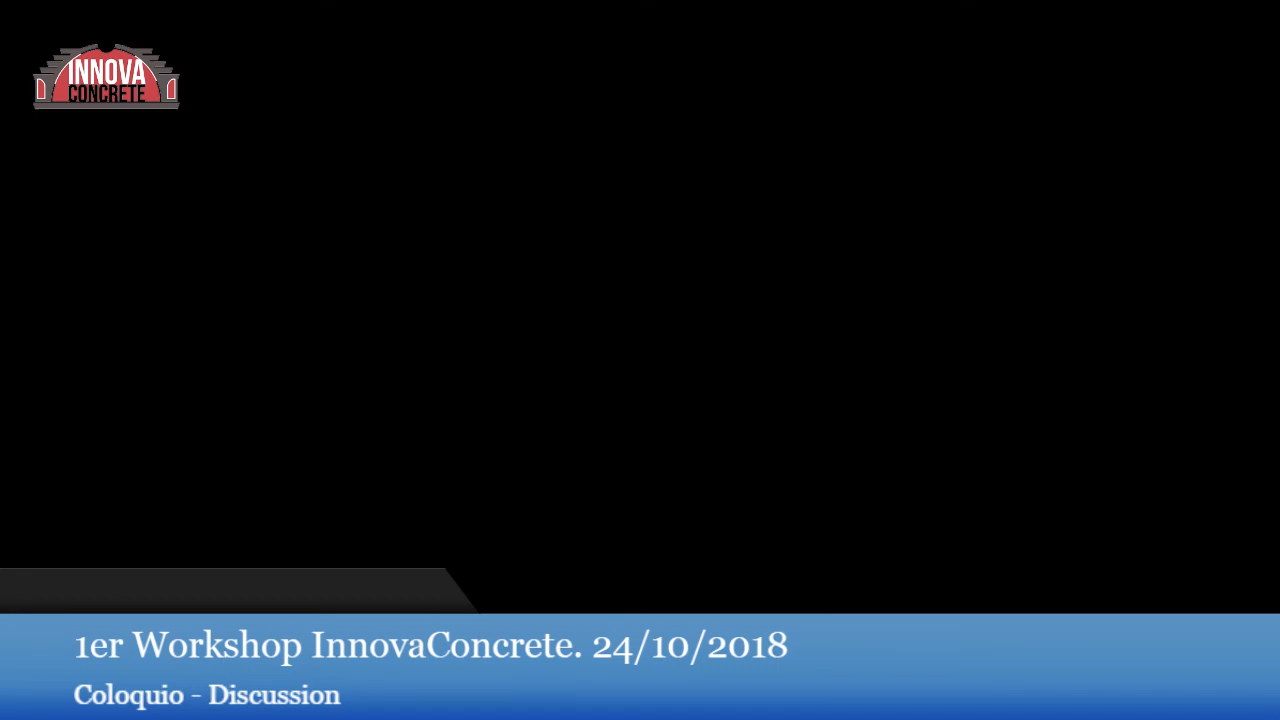 INNOVA
CONCRETE
1er Workshop InnovaConcrete. 24/10/2018
Coloquio - Discussion